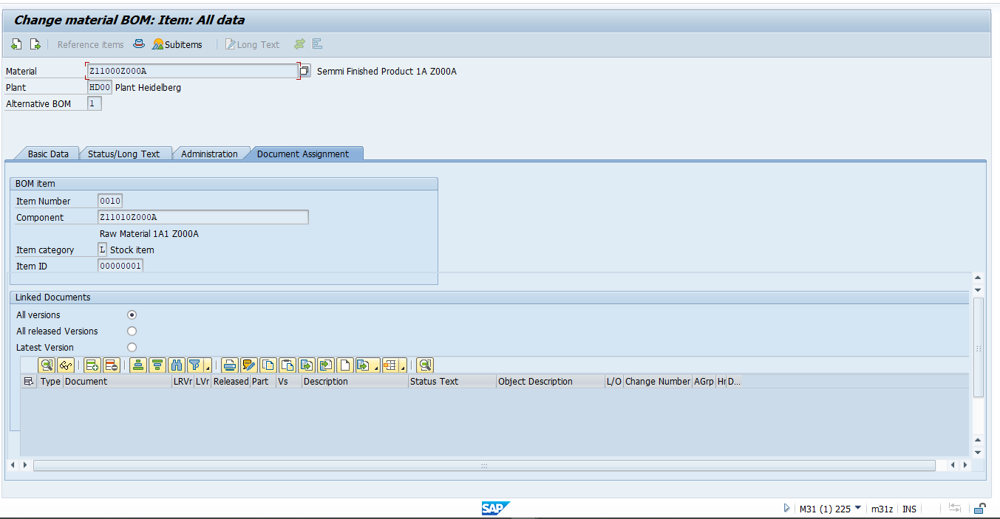 Change material BOM: Item: All data
Reference items Subitems Long Text
Material Z11000Z000A Semmi Finished Product 1A Z000A
Plant HD00 Plant Heidelberg
Alternative BOM 1
Basic Data Status/Long Text Administration Document Assignment
BOM item
Item Number 0010
Component Z11010Z000A
Raw Material 1A1 Z000A
Item category L Stock item
Item ID 00000001
Linked Documents
All versions
All released Versions
Latest Version
Type Document LRVr LVr Released Part Vs Description Status Text Object Description L/O Change Number AGrp Hr D...
SAP M31 (1) 225 m31z INS